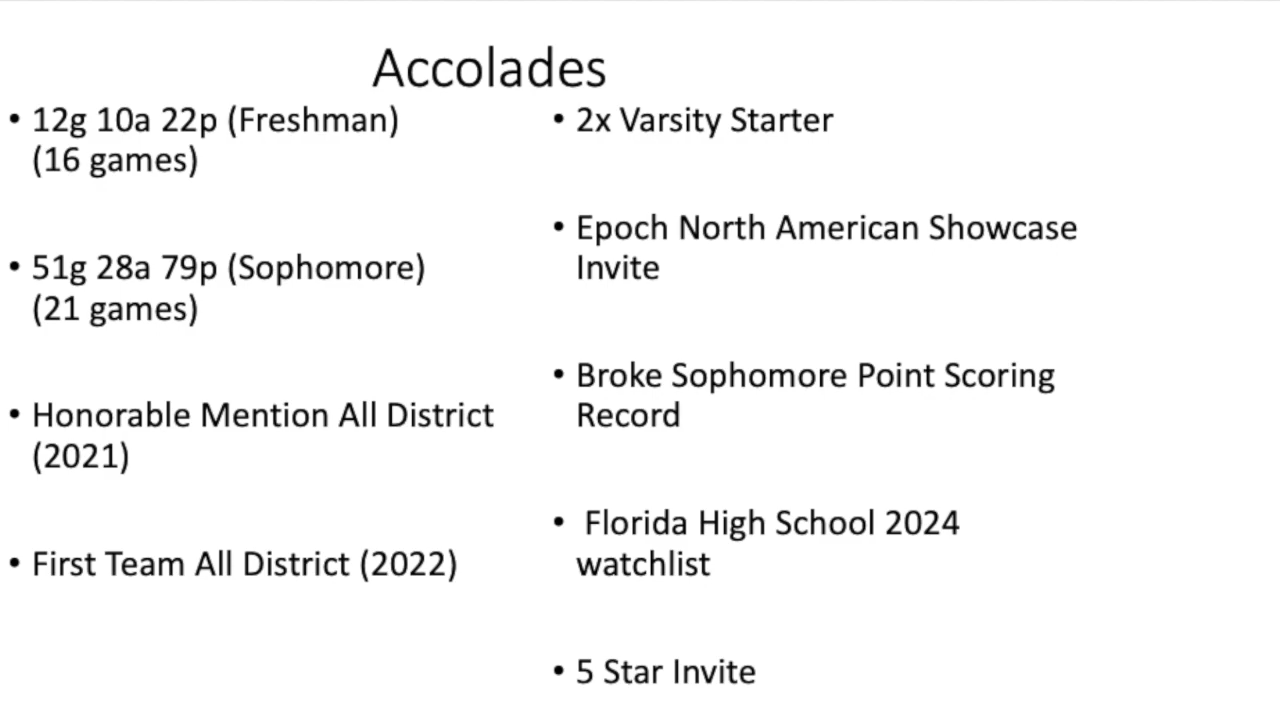 Accolades
• 12g 10a 22p (Freshman)
(16 games)
• 51g 28a 79p (Sophomore)
(21 games)
• Honorable Mention All District
(2021)
• First Team All District (2022)
• 2x Varsity Starter
• Epoch North American Showcase
Invite
• Broke Sophomore Point Scoring
Record
• Florida High School 2024
watchlist
• 5 Star Invite